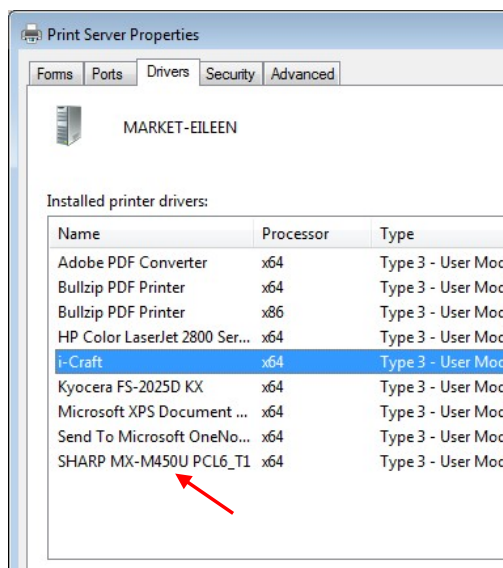 Print Server Properties
Forms Ports Drivers Security Advanced
MARKET-EILEEN
Installed printer drivers:
Name Processor Type
Adobe PDF Converter x64 Type 3 - User Mod
Bullzip PDF Printer x64 Type 3 - User Mod
Bullzip PDF Printer x86 Type 3 - User Mod
HP Color LaserJet 2800 Ser... x64 Type 3 - User Mod
i-Craft x64 Type 3 - User Mod
Kyocera FS-2025D KX x64 Type 3 - User Mod
Microsoft XPS Document ... x64 Type 3 - User Mod
Send To Microsoft OneNo... x64 Type 3 - User Mod
SHARP MX-M450U PCL6_T1 x64 Type 3 - User Mod